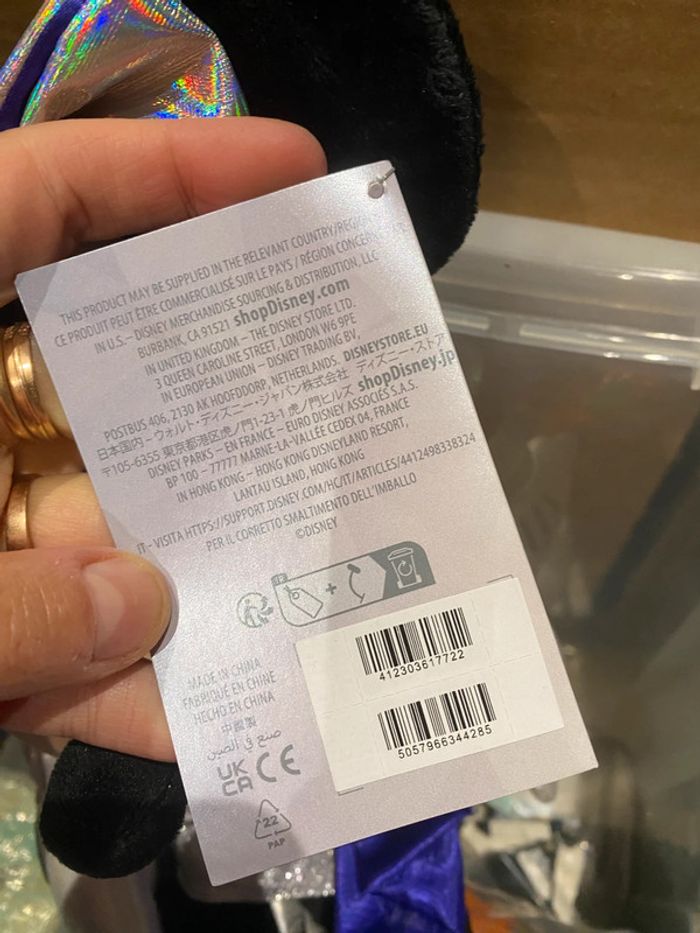 THIS PRODUCT MAY BE SUPPLIED IN THE RELEVANT COUNTRY/REGION
CE PRODUIT PEUT ÊTRE COMMERCIALISÉ SUR LE PAYS / RÉGION
IN U.S.– DISNEY MERCHANDISE SOURCING & DISTRIBUTION, LLC
BURBANK, CA 91521 shopDisney.com
IN UNITED KINGDOM – THE DISNEY STORE LTD.
3 QUEEN CAROLINE STREET, LONDON W6 9PE
IN EUROPEAN UNION – DISNEY TRADING BV,
POSTBUS 406, 2130 AK HOOFDDORP, NETHERLANDS. DISNEYSTORE.EU
日本国内 – ウォルト・ディズニー・ジャパン株式会社 ディズニーストア
〒105-6355 東京都港区虎ノ門1-23-1 虎ノ門ヒルズ shopDisney.jp
DISNEY PARKS – EN FRANCE – EURO DISNEY ASSOCIÉS S.A.S.
BP 100 – 77777 MARNE-LA-VALLÉE CEDEX 04, FRANCE
IN HONG KONG – HONG KONG DISNEYLAND RESORT,
LANTAU ISLAND, HONG KONG
IT - VISITA HTTPS://SUPPORT.DISNEY.COM/HC/IT/ARTICLES/4412498338324
PER IL CORRETTO SMALTIMENTO DELL'IMBALLO
©DISNEY
FR
MADE IN CHINA
FABRIQUÉ EN CHINE
HECHO EN CHINA
中國製
صنع في الصين
UK
CA CE
22
PAP
412303617722
5057966344285